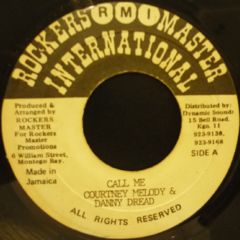 ROCKERS RMI MASTER
INTERNATIONAL
Produced &
Arranged by
ROCKERS
MASTER
For Rockers
Master
Promotions
6 William Street,
Montego Bay.
Made in
Jamaica
Distributed by:
Dynamic Sounds
15 Bell Road.
Kgn. 11
923-9138,
923-9168
SIDE A
CALL ME
COURTNEY MELODY &
DANNY DREAD
ALL RIGHTS RESERVED